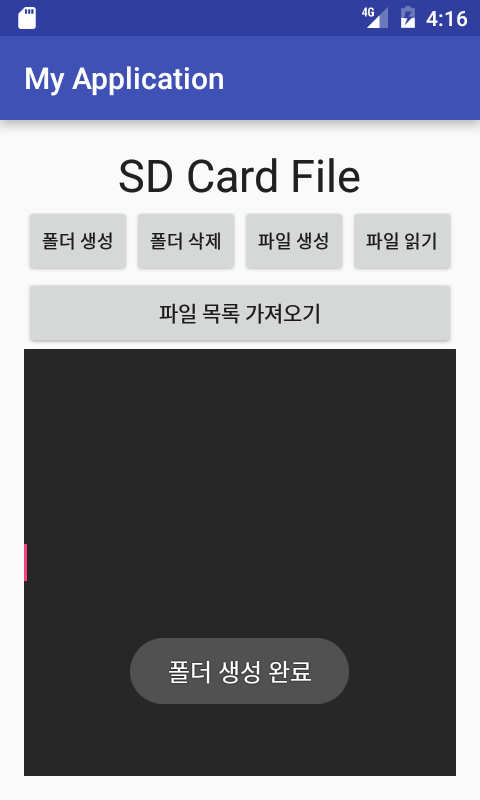 4G 4:16
My Application
SD Card File
폴더 생성 폴더 삭제 파일 생성 파일 읽기
파일 목록 가져오기
폴더 생성 완료